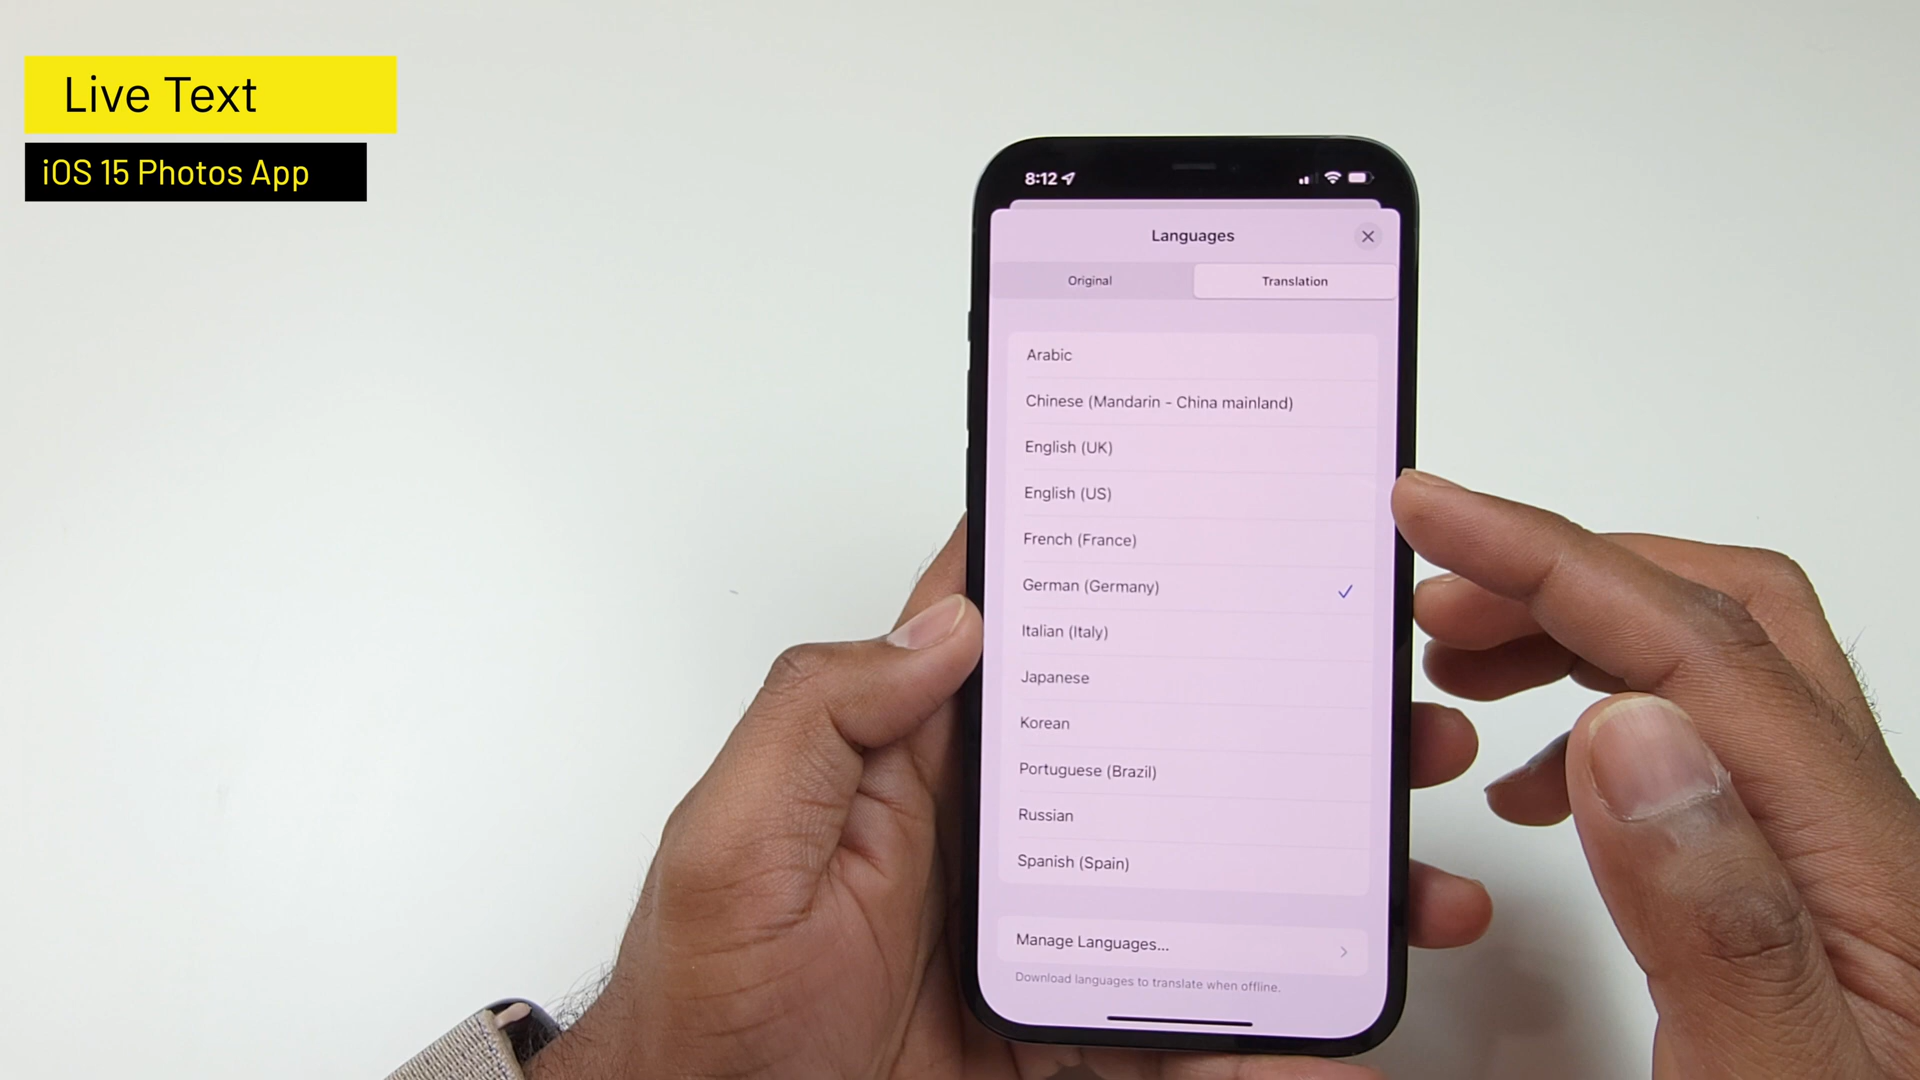 Live Text
iOS 15 Photos App
8:12
Languages
Original
Translation
Arabic
Chinese (Mandarin - China mainland)
English (UK)
English (US)
French (France)
German (Germany)
Italian (Italy)
Japanese
Korean
Portuguese (Brazil)
Russian
Spanish (Spain)
Manage Languages...
Download languages to translate when offline.